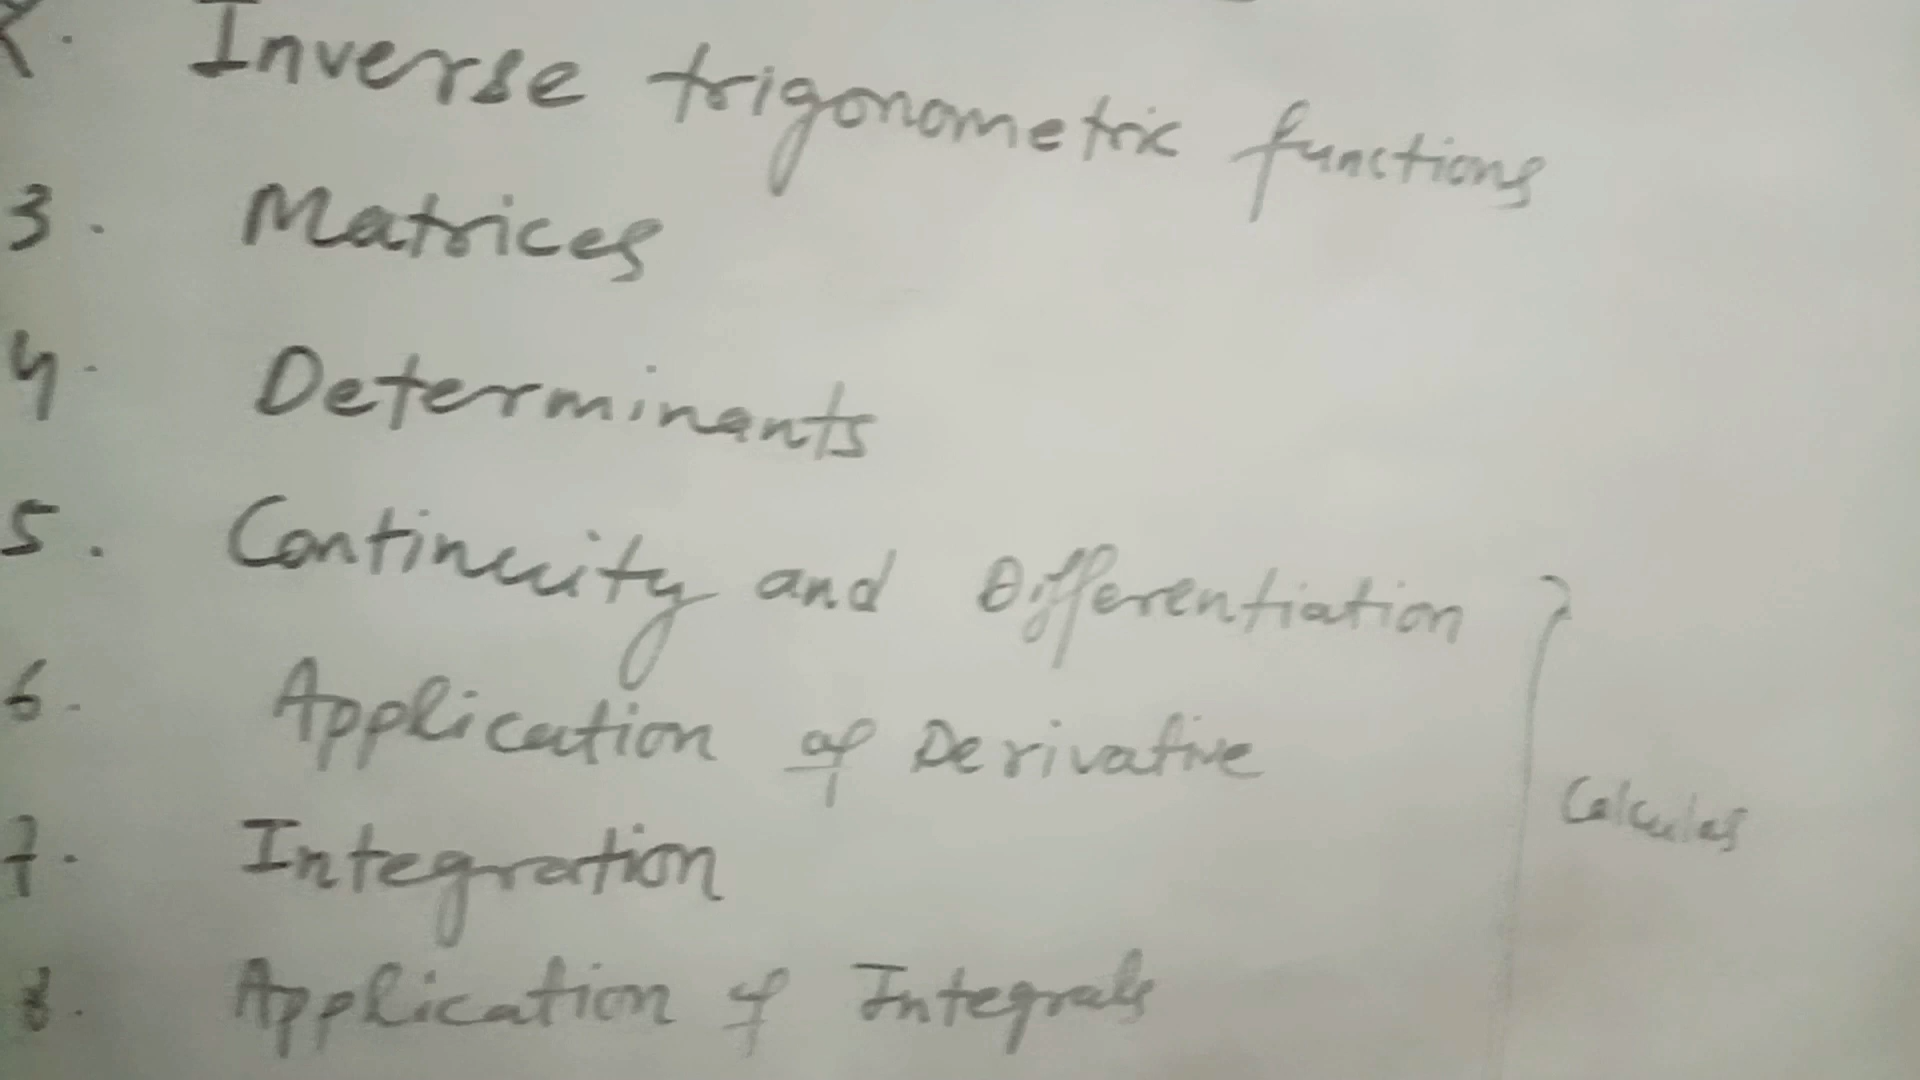 2. Inverse trigonometric functions
3. Matrices
4. Determinants
5. Continuity and Differentiation
6. Application of Derivative
Calculus
7. Integration
8. Application of Integrals